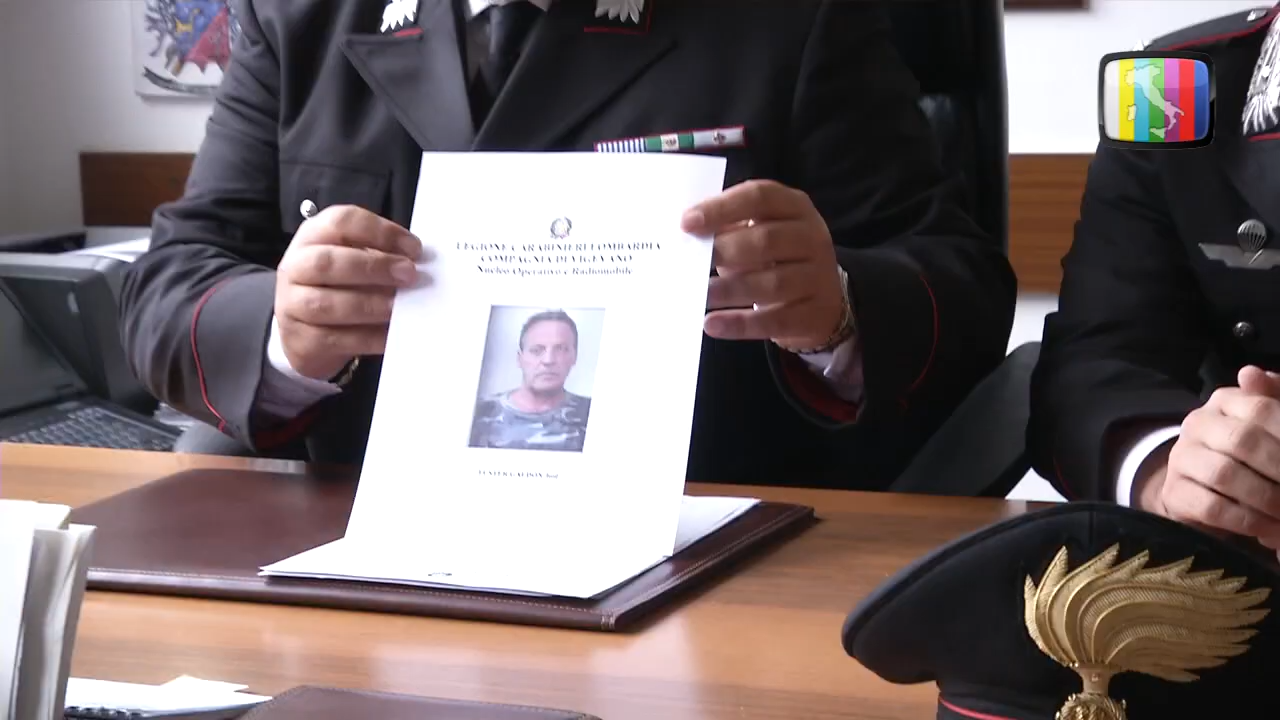 LEGIONE CARABINIERI LOMBARDIA
COMPAGNIA DI VIGEVANO
Nucleo Operativo e Radiomobile